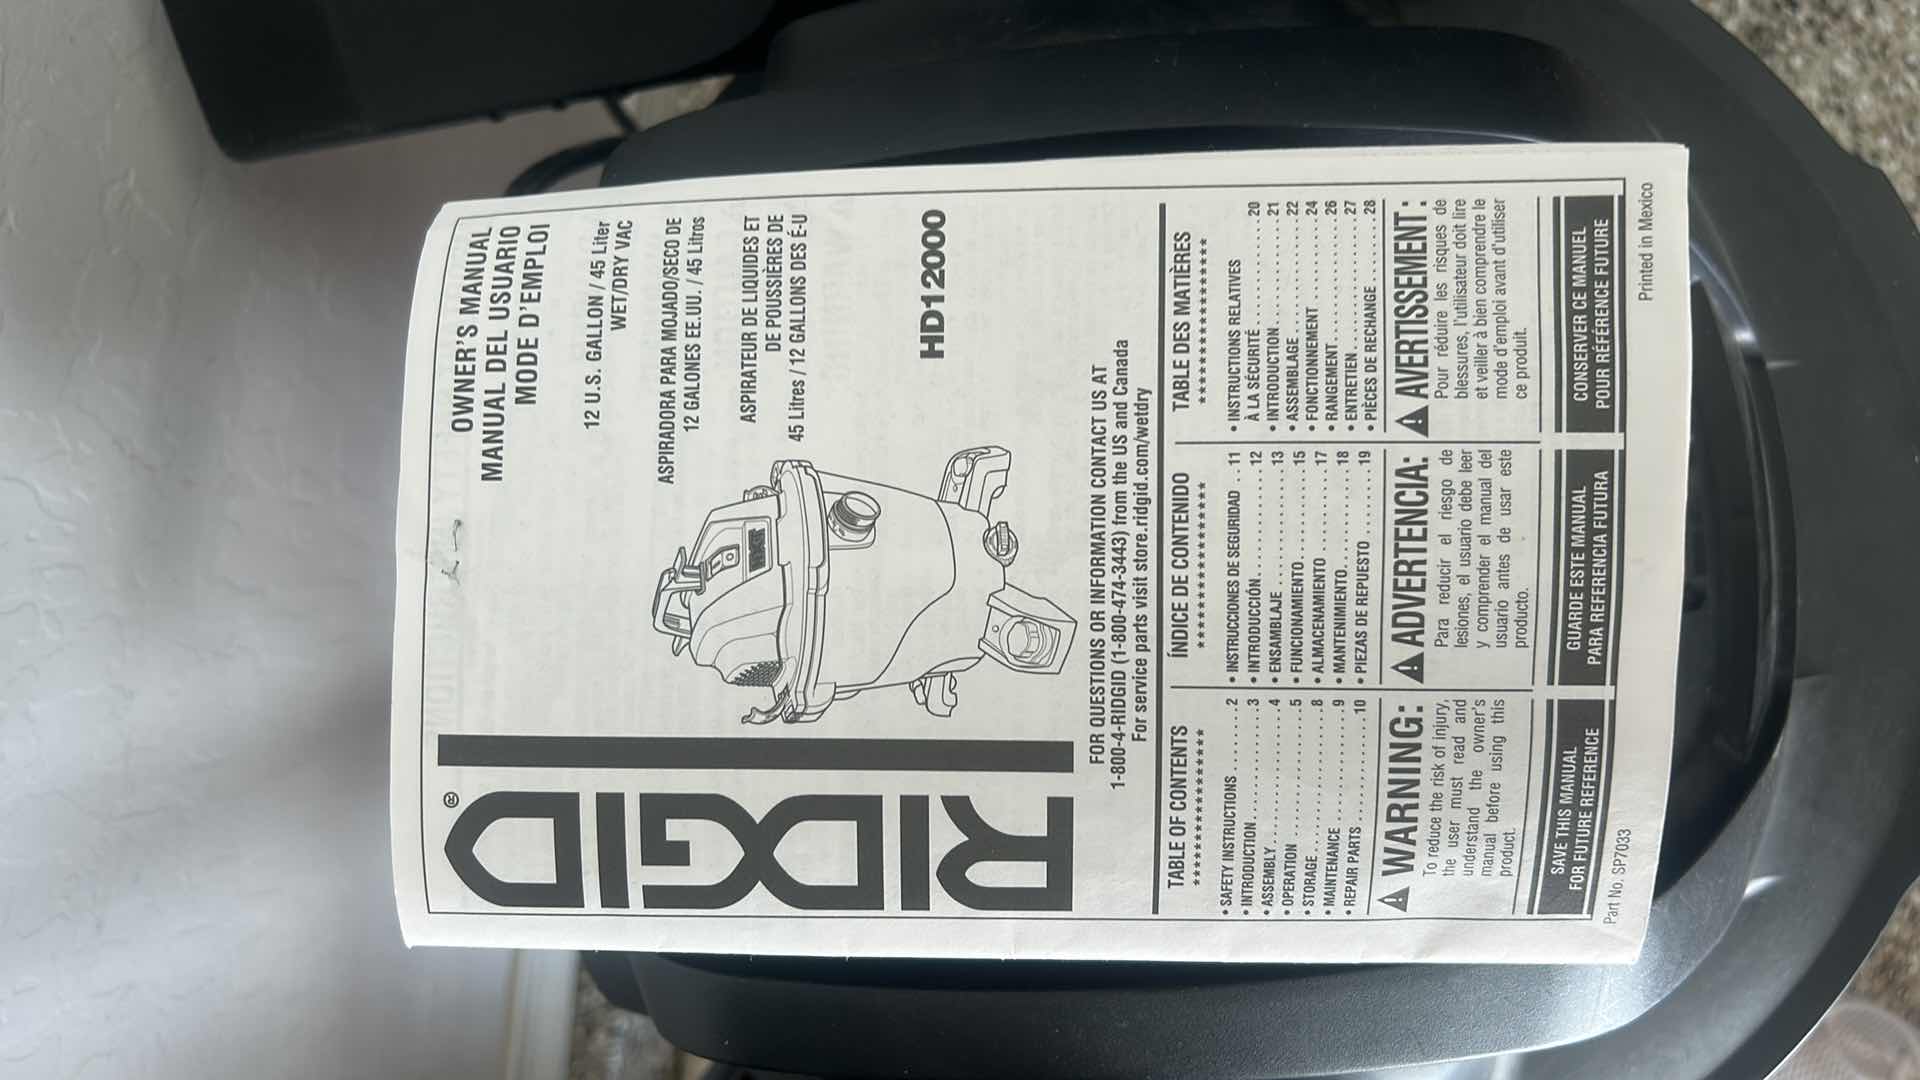 RIDGID®
OWNER'S MANUAL
MANUAL DEL USUARIO
MODE D'EMPLOI
12 U.S. GALLON / 45 Liter
WET/DRY VAC
ASPIRADORA PARA MOJADO/SECO DE
12 GALONES EE.UU. / 45 Litros
ASPIRATEUR DE LIQUIDES ET
DE POUSSIÈRES DE
45 Litres / 12 GALLONS DES É-U
HD12000
RIDGID
FOR QUESTIONS OR INFORMATION CONTACT US AT
1-800-4-RIDGID (1-800-474-3443) from the US and Canada
For service parts visit store.ridgid.com/wetdry
TABLE OF CONTENTS
*****************
• SAFETY INSTRUCTIONS .......2
• INTRODUCTION..............3
• ASSEMBLY..................4
• OPERATION ................5
• STORAGE...................8
• MAINTENANCE ..............9
• REPAIR PARTS .............10
⚠ WARNING:
To reduce the risk of injury,
the user must read and
understand the owner's
manual before using this
product.
SAVE THIS MANUAL
FOR FUTURE REFERENCE
ÍNDICE DE CONTENIDO
*****************
• INSTRUCCIONES DE SEGURIDAD ..11
• INTRODUCCIÓN..............12
• ENSAMBLAJE ...............13
• FUNCIONAMIENTO............15
• ALMACENAMIENTO ...........17
• MANTENIMIENTO.............18
• PIEZAS DE REPUESTO ........19
⚠ ADVERTENCIA:
Para reducir el riesgo de
lesiones, el usuario debe leer
y comprender el manual del
usuario antes de usar este
producto.
GUARDE ESTE MANUAL
PARA REFERENCIA FUTURA
TABLE DES MATIÈRES
*****************
• INSTRUCTIONS RELATIVES
À LA SÉCURITÉ ..............20
• INTRODUCTION..............21
• ASSEMBLAGE................22
• FONCTIONNEMENT............24
• RANGEMENT.................26
• ENTRETIEN.................27
• PIÈCES DE RECHANGE ........28
⚠ AVERTISSEMENT:
Pour réduire les risques de
blessures, l'utilisateur doit lire
et veiller à bien comprendre le
mode d'emploi avant d'utiliser
ce produit.
CONSERVER CE MANUEL
POUR RÉFÉRENCE FUTURE
Part No. SP7033
Printed in Mexico